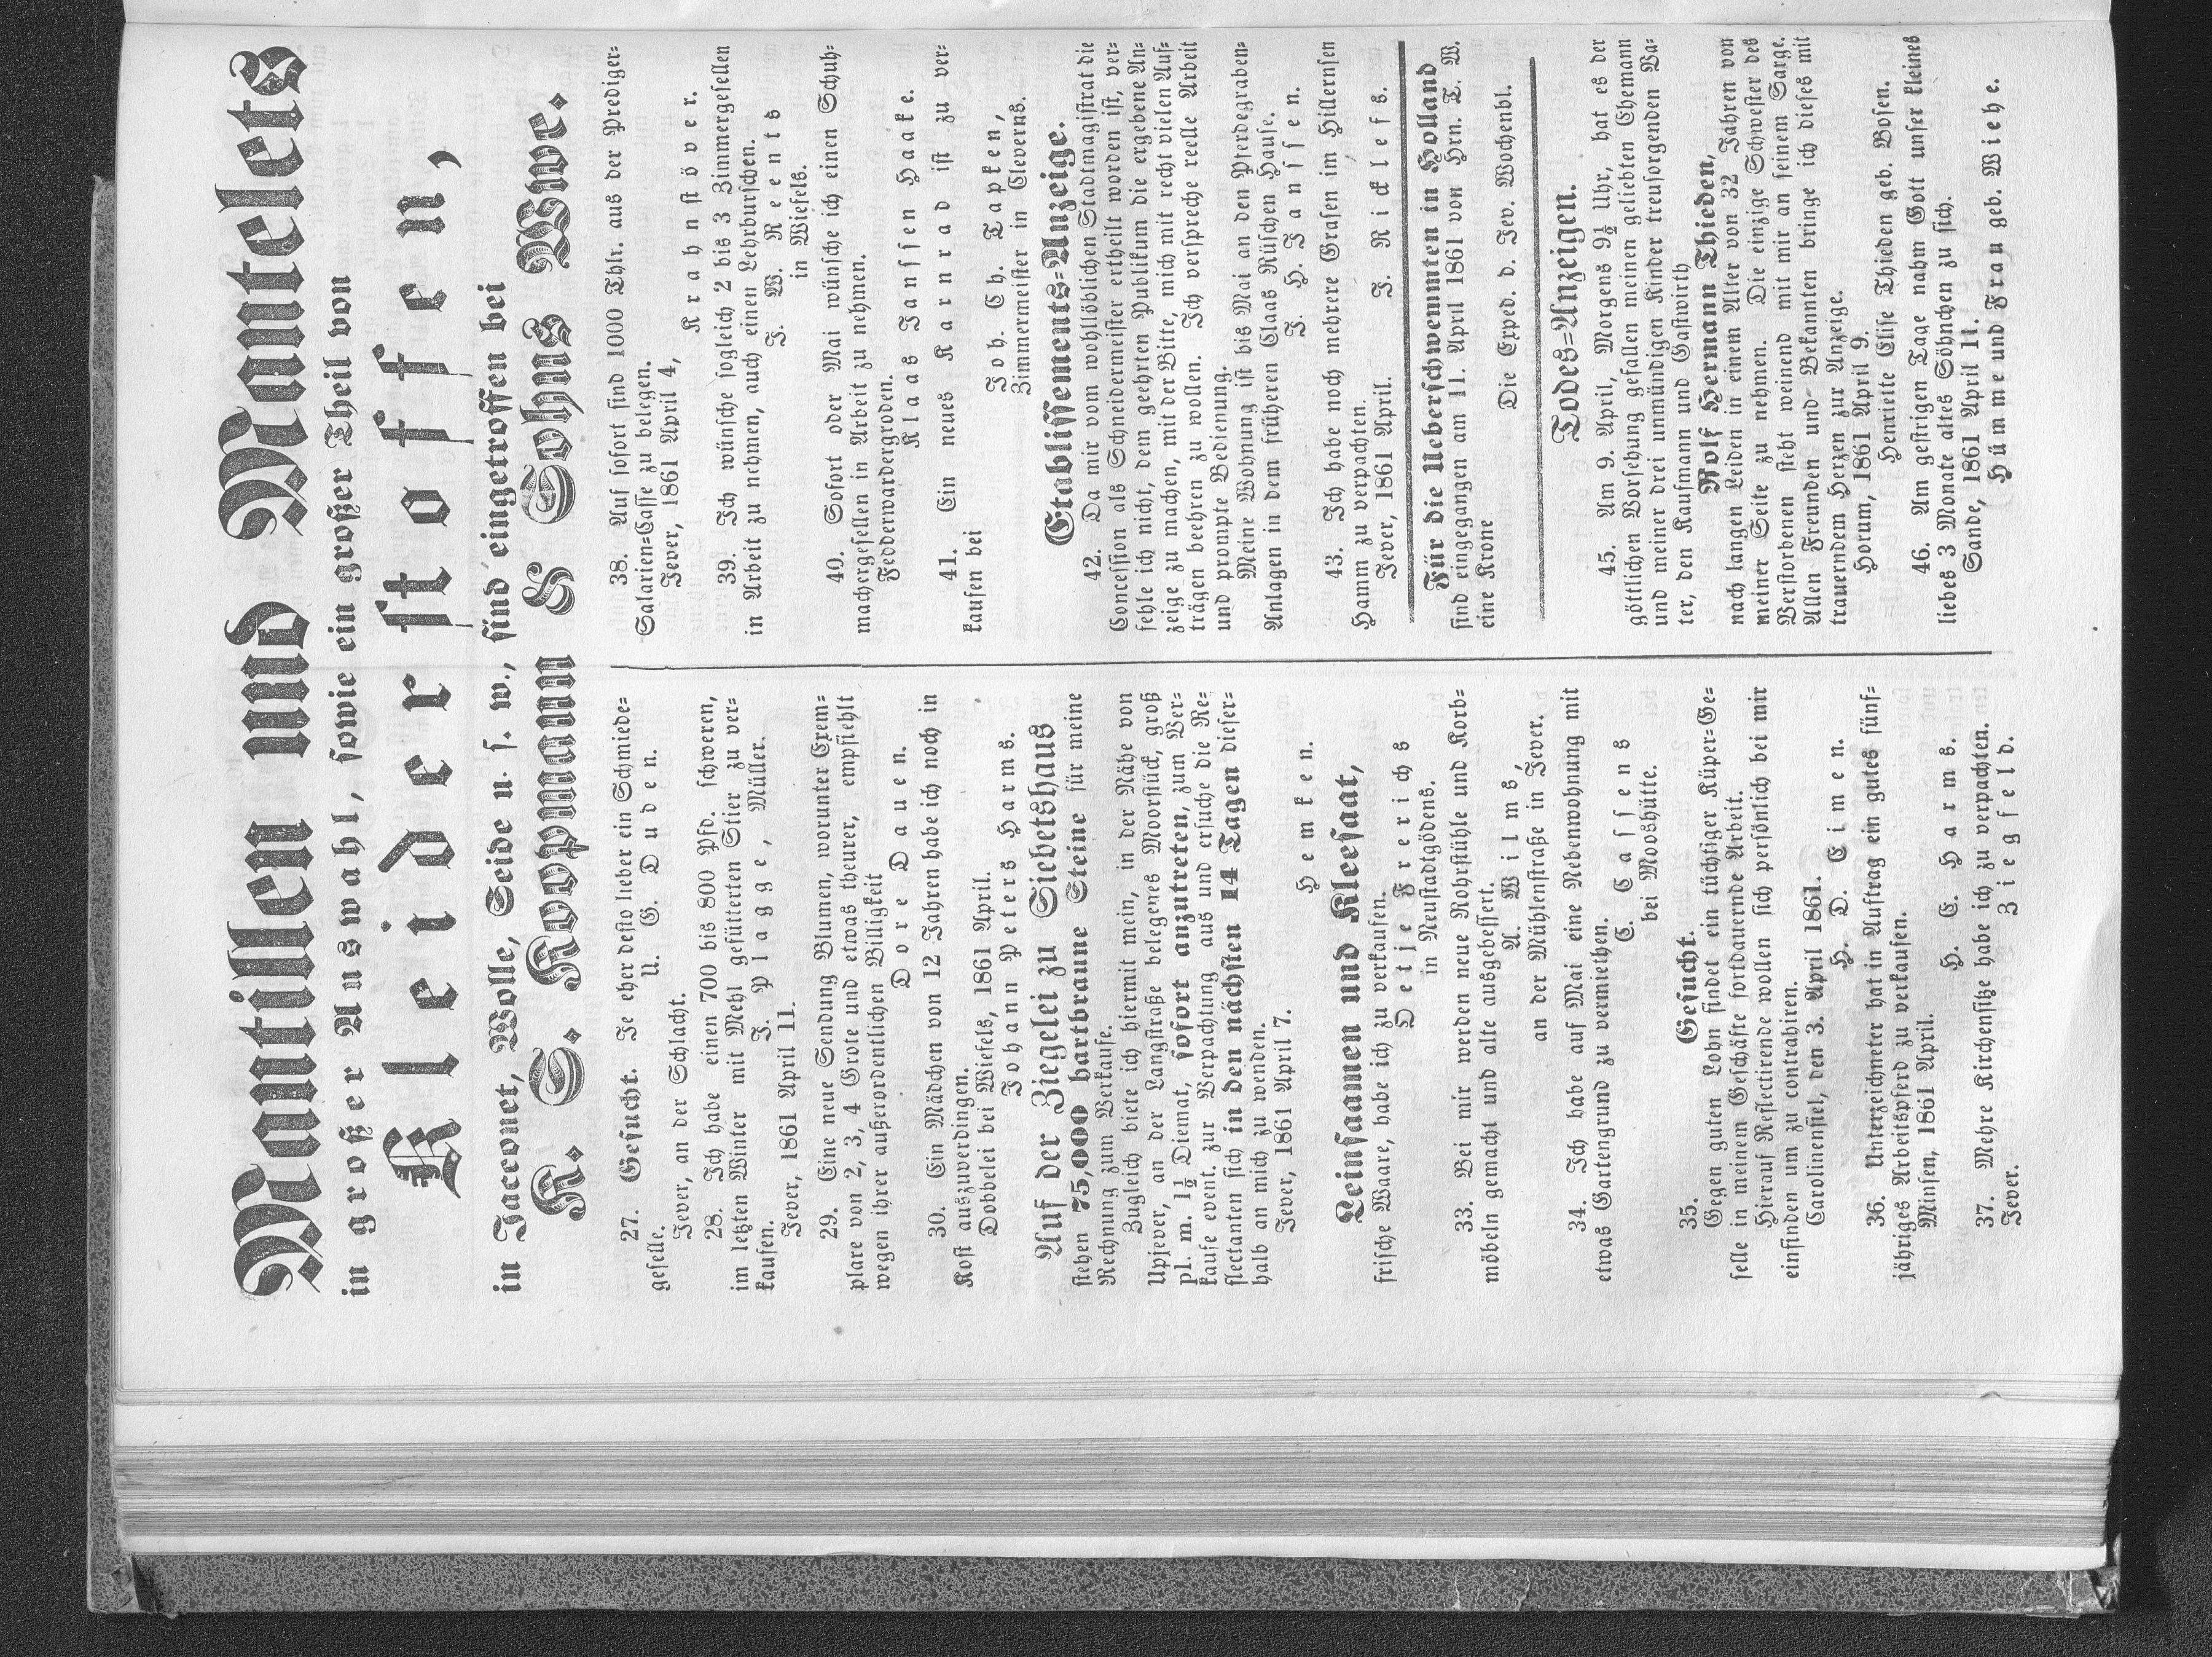 Mantillen und Mantelets
in großer Auswahl, sowie ein großer Theil von
Kleiderstoffen,
in Jacconet, Wolle, Seide u. s. w., sind eingetroffen bei
K. S. Koopmann S Sohns Wwe.
27. Gesucht. Je eher desto lieber ein Schmiede=
geselle. U. G. Duden.
Jever, an der Schlacht.
28. Ich habe einen 700 bis 800 Pfd. schweren,
im letzten Winter mit Mehl gefütterten Stier zu ver=
kaufen. J. Plagge, Müller.
Jever, 1861 April 11.
29. Eine neue Sendung Blumen, worunter Exem=
plare von 2, 3, 4 Grote und etwas theurer, empfiehlt
wegen ihrer außerordentlichen Billigkeit
Dore Dauen.
30. Ein Mädchen von 12 Jahren habe ich noch in
Kost auszuverdingen.
Dobbelei bei Wiefels, 1861 April.
Johann Peters Harms.
Auf der Ziegelei zu Siebetshaus
stehen 75,000 hartbraune Steine für meine
Rechnung zum Verkaufe.
Zugleich biete ich hiermit mein, in der Nähe von
Upjever, an der Langstraße belegenes Moorstück, groß
pl. m. 1½ Diemat, sofort anzutreten, zum Ver=
kaufe event. zur Verpachtung aus und ersuche die Re=
flectanten sich in den nächsten 14 Tagen dieser=
halb an mich zu wenden.
Jever, 1861 April 7.
Hemken.
Leinsaamen und Kleesaat,
frische Waare, habe ich zu verkaufen.
Detje Frerichs
in Neustadtgödens.
33. Bei mir werden neue Rohrstühle und Korb=
möbeln gemacht und alte ausgebessert.
A. Wilms,
an der Mühlenstraße in Jever.
34. Ich habe auf Mai eine Nebenwohnung mit
etwas Gartengrund zu vermiethen.
C. Cassens
bei Mooshütte.
35. Gesucht.
Gegen guten Lohn findet ein tüchtiger Küper=Ge=
selle in meinem Geschäfte fortdauernde Arbeit.
Hierauf Reflectirende wollen sich persönlich bei mir
einfinden um zu contrahiren.
Carolinensiel, den 3. April 1861.
H. D. Eimen.
36. Unterzeichneter hat in Auftrag ein gutes fünf=
jähriges Arbeitspferd zu verkaufen.
Minsen, 1861 April.
H. E. Harms.
37. Mehre Kirchensitze habe ich zu verpachten.
Jever. Ziegfeld.
38. Auf sofort sind 1000 Thlr. aus der Prediger=
Salarien=Casse zu belegen.
Jever, 1861 April 4,
Krahnstöver.
39. Ich wünsche sogleich 2 bis 3 Zimmergesellen
in Arbeit zu nehmen, auch einen Lehrburschen.
J. W. Reents
in Wiefels.
40. Sofort oder Mai wünsche ich einen Schuh=
machergesellen in Arbeit zu nehmen.
Fedderwardergroden.
Klaas Janssen Haake.
41. Ein neues Karnrad ist zu ver=
kaufen bei
Joh. Ch. Tapken,
Zimmermeister in Cleverns.
Etablissements=Anzeige.
42. Da mir vom wohllöblichen Stadtmagistrat die
Concession als Schneidermeister ertheilt worden ist, ver=
fehle ich nicht, dem geehrten Publikum die ergebene An=
zeige zu machen, mit der Bitte, mich mit recht vielen Auf=
trägen beehren zu wollen. Ich verspreche reelle Arbeit
und prompte Bedienung.
Meine Wohnung ist bis Mai an den Pferdegraben=
Anlagen in dem früheren Claas Rüschen Hause.
J. H. Janssen.
43. Ich habe noch mehrere Grasen im Hillernsen
Hamm zu verpachten.
Jever, 1861 April. J. Ricklefs.
Für die Ueberschwemmten in Holland
sind eingegangen am 11. April 1861 von Hrn. T. W.
eine Krone
Die Exped. d. Jev. Wochenbl.
Todes=Anzeigen.
45. Am 9. April, Morgens 9½ Uhr, hat es der
göttlichen Vorsehung gefallen meinen geliebten Ehemann
und meiner drei unmündigen Kinder treusorgenden Va=
ter, den Kaufmann und Gastwirth
Wolf Hermann Thieden,
nach langen Leiden in einem Alter von 32 Jahren von
meiner Seite zu nehmen. Die einzige Schwester des
Verstorbenen steht weinend mit mir an seinem Sarge.
Allen Freunden und Bekannten bringe ich dieses mit
trauerndem Herzen zur Anzeige.
Horum, 1861 April 9.
Henriette Elise Thieden geb. Bosen.
46. Am gestrigen Tage nahm Gott unser kleines
liebes 3 Monate altes Söhnchen zu sich.
Sande, 1861 April 11.
Hümme und Frau geb. Wiehe.